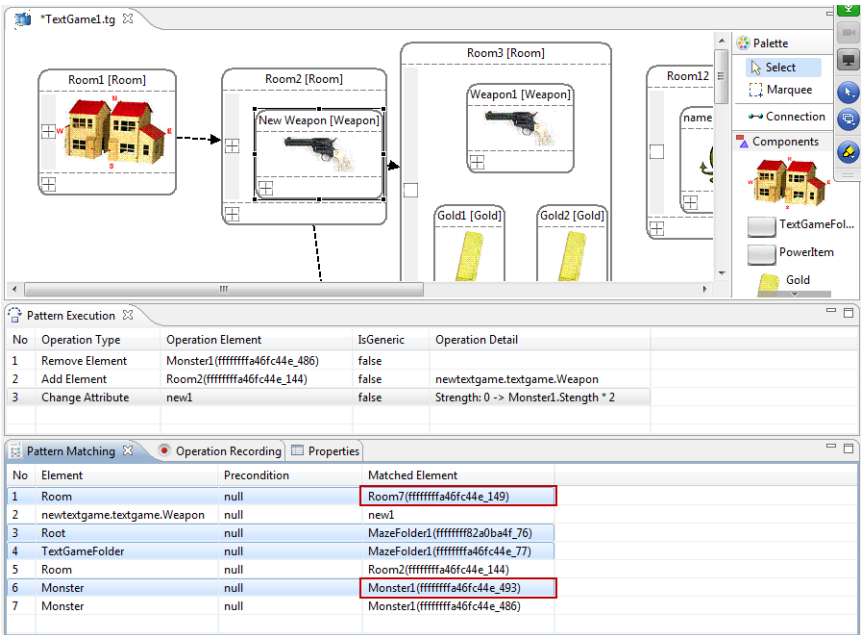 *TextGame1.tg
Room1 [Room]
N
W
E
S
Room2 [Room]
New Weapon [Weapon]
Room3 [Room]
Weapon1 [Weapon]
Gold1 [Gold]
Gold2 [Gold]
Room12
name
Palette
Select
Marquee
Connection
Components
TextGameFol...
PowerItem
Gold
Pattern Execution
No Operation Type Operation Element IsGeneric Operation Detail
1 Remove Element Monster1(ffffffffa46fc44e_486) false
2 Add Element Room2(ffffffffa46fc44e_144) false newtextgame.textgame.Weapon
3 Change Attribute new1 false Strength: 0 -> Monster1.Stength * 2
Pattern Matching Operation Recording Properties
No Element Precondition Matched Element
1 Room null Room7(ffffffffa46fc44e_149)
2 newtextgame.textgame.Weapon null new1
3 Root null MazeFolder1(ffffffff82a0ba4f_76)
4 TextGameFolder null MazeFolder1(ffffffffa46fc44e_77)
5 Room null Room2(ffffffffa46fc44e_144)
6 Monster null Monster1(ffffffffa46fc44e_493)
7 Monster null Monster1(ffffffffa46fc44e_486)